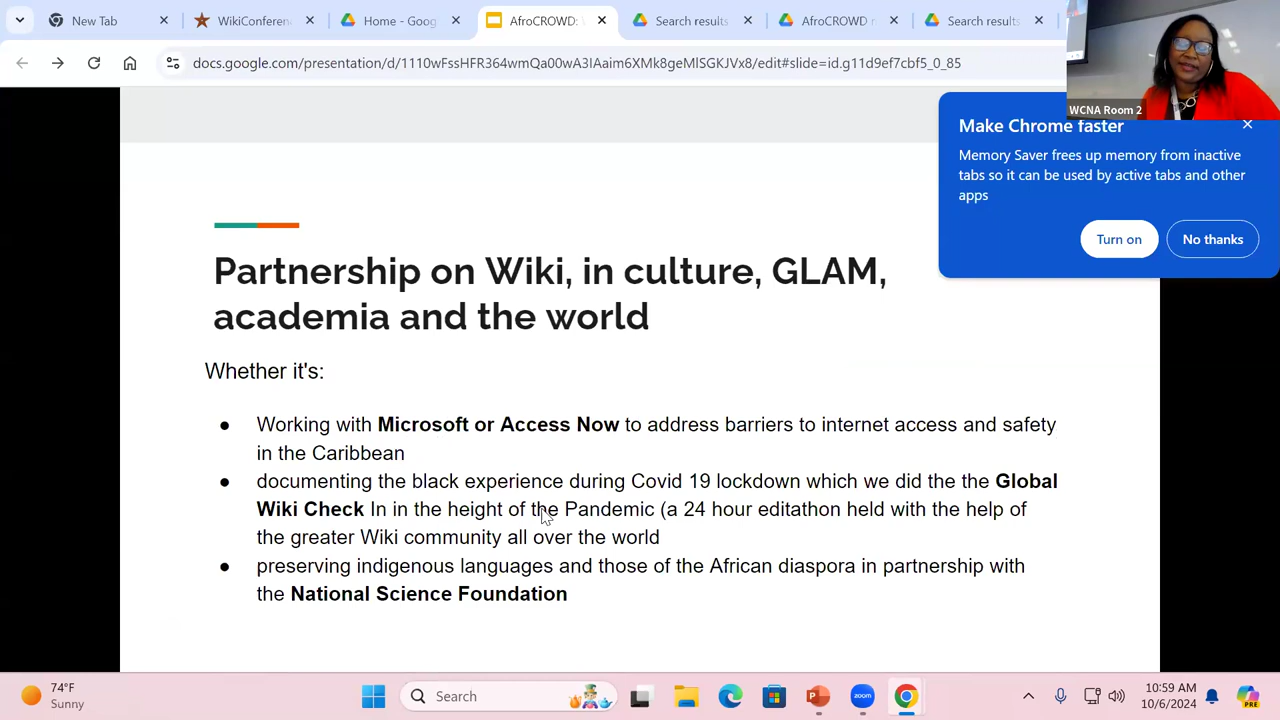 New Tab
WikiConferen
Home - Goog
AfroCROWD:
Search results
AfroCROWD n
Search results
docs.google.com/presentation/d/1110wFssHFR364wmQa00wA3IAaim6XMk8geMlSGKJVx8/edit#slide=id.g11d9ef7cbf5_0_85
WCNA Room 2
Make Chrome faster
Memory Saver frees up memory from inactive
tabs so it can be used by active tabs and other
apps
Turn on
No thanks
Partnership on Wiki, in culture, GLAM,
academia and the world
Whether it's:
● Working with Microsoft or Access Now to address barriers to internet access and safety
in the Caribbean
● documenting the black experience during Covid 19 lockdown which we did the the Global
Wiki Check In in the height of the Pandemic (a 24 hour editathon held with the help of
the greater Wiki community all over the world
● preserving indigenous languages and those of the African diaspora in partnership with
the National Science Foundation
74°F
Sunny
Search
zoom
PRE
10:59 AM
10/6/2024